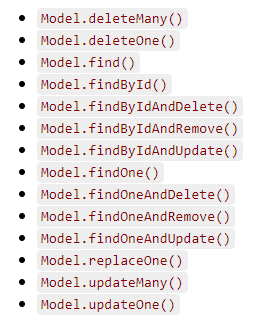 Model.deleteMany()
Model.deleteOne()
Model.find()
Model.findById()
Model.findByIdAndDelete()
Model.findByIdAndRemove()
Model.findByIdAndUpdate()
Model.findOne()
Model.findOneAndDelete()
Model.findOneAndRemove()
Model.findOneAndUpdate()
Model.replaceOne()
Model.updateMany()
Model.updateOne()